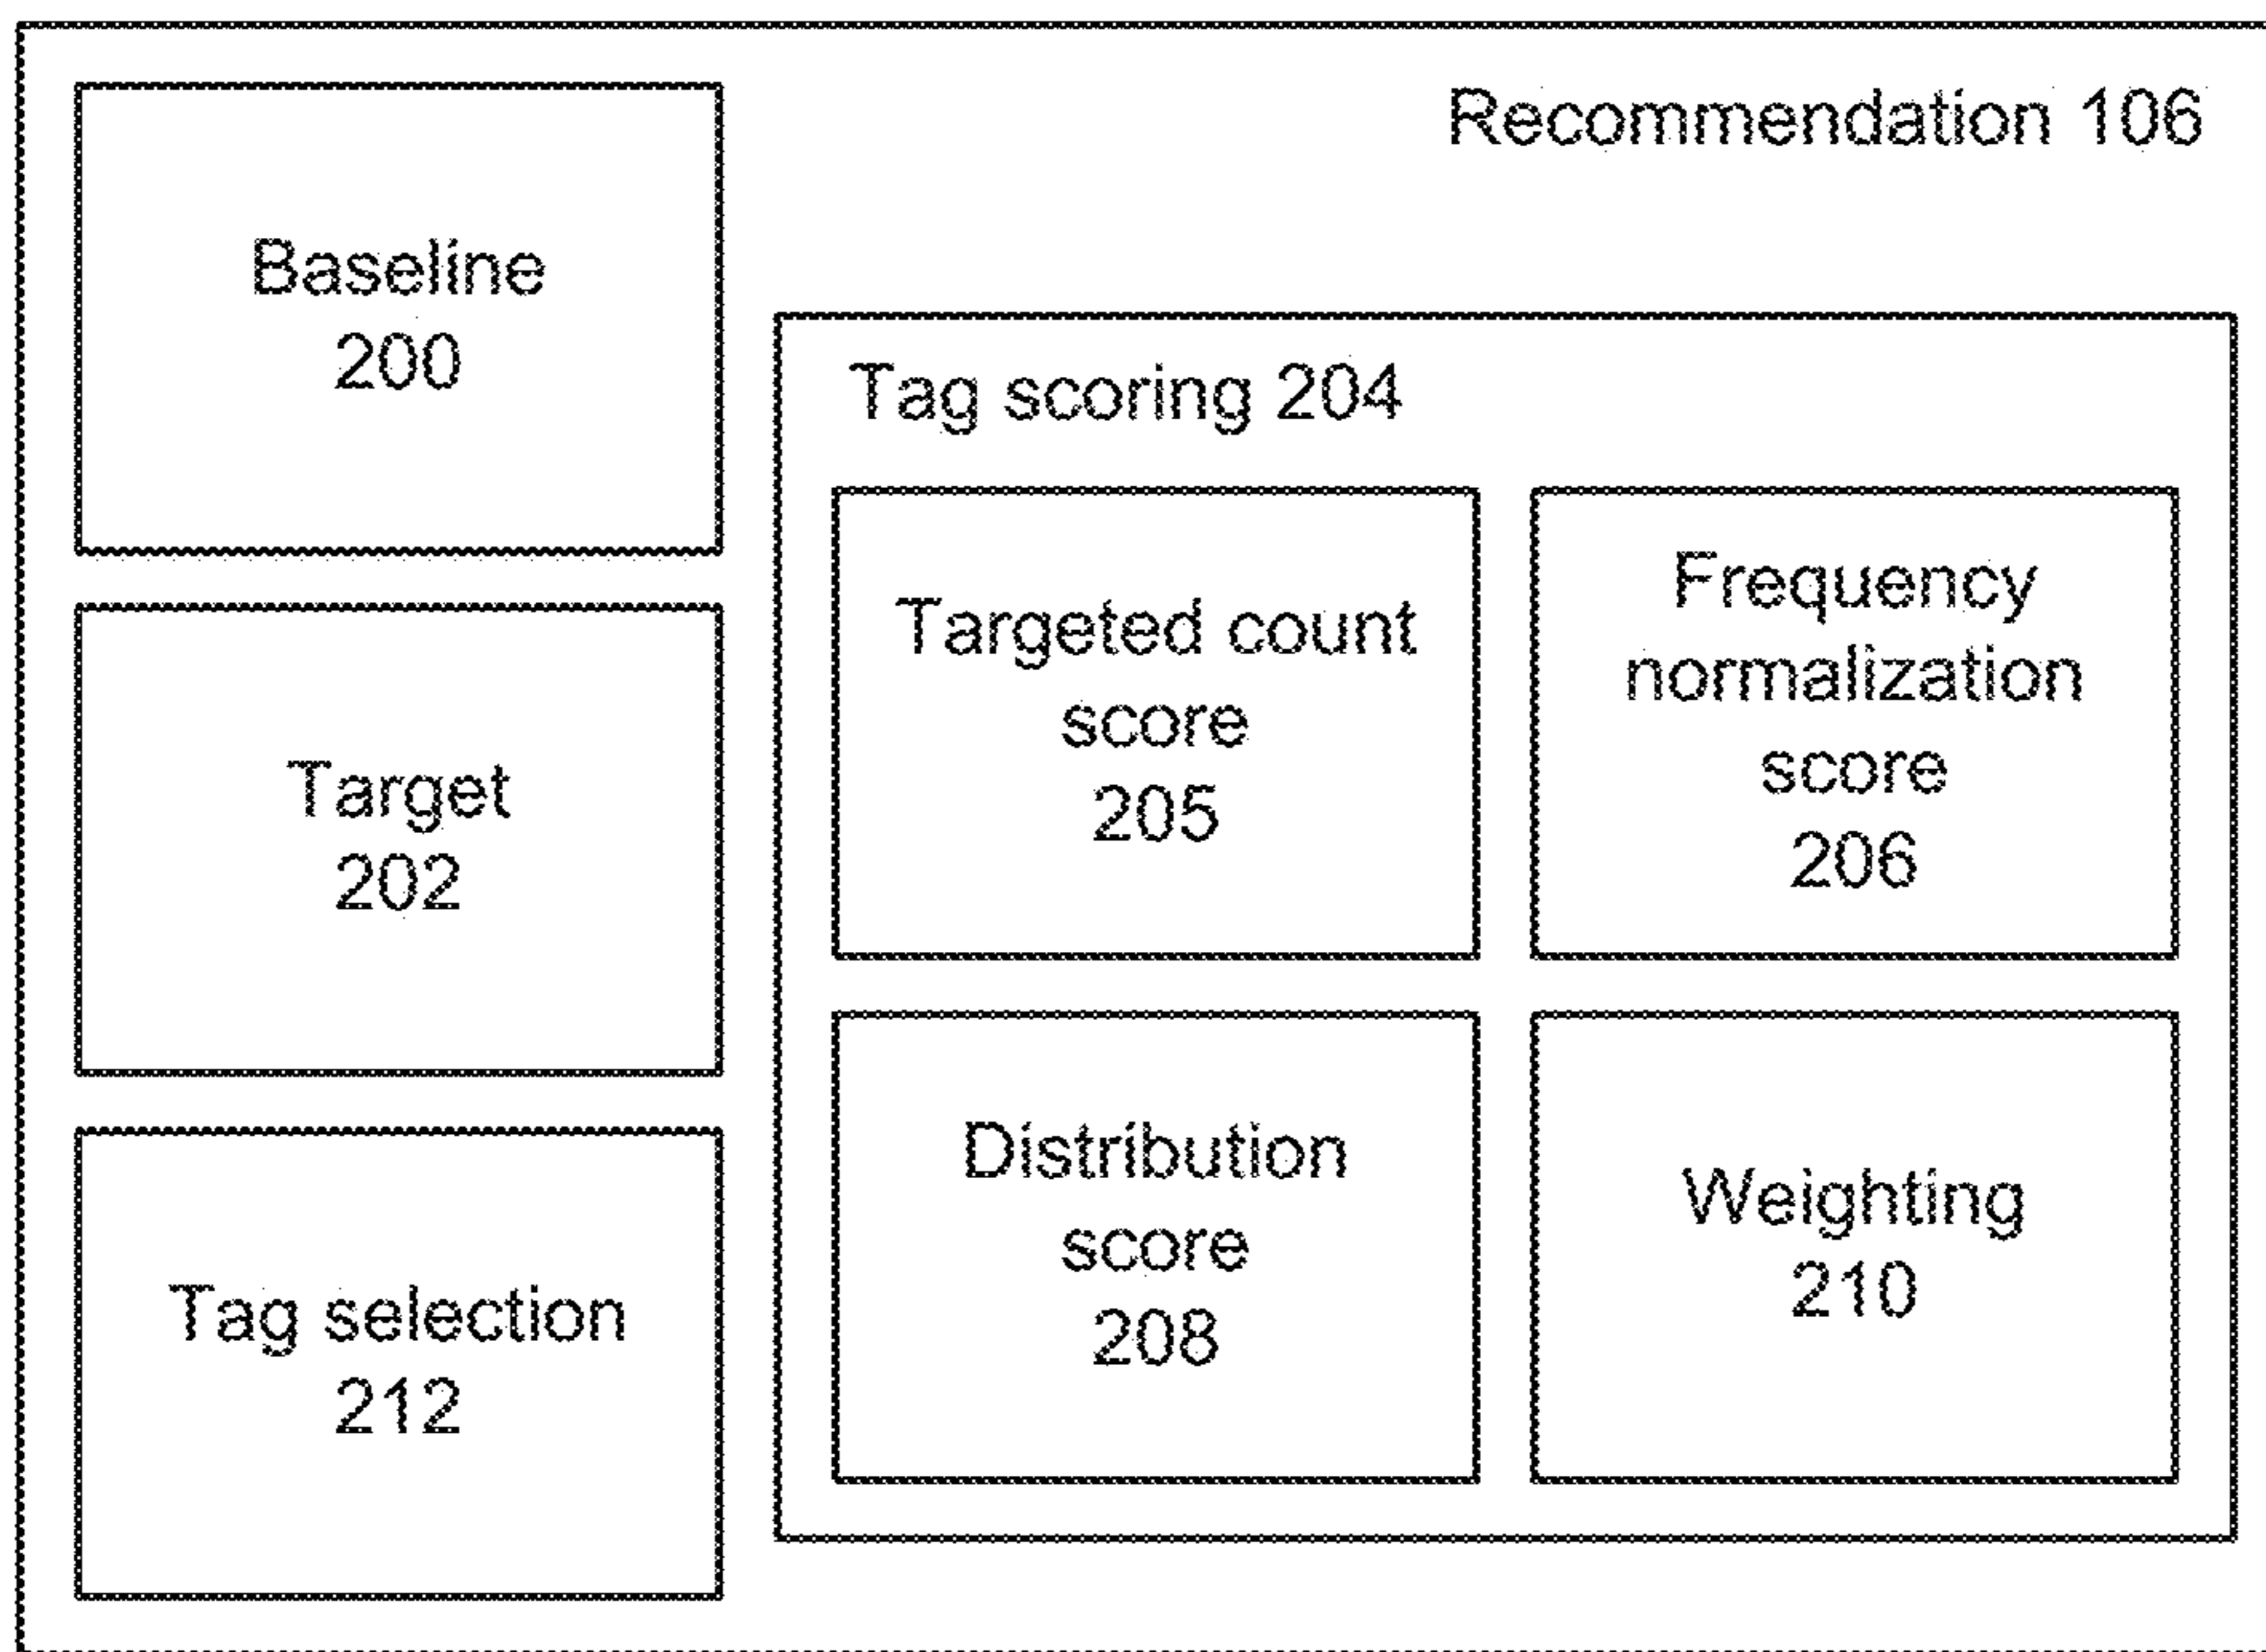 Recommendation 106
Baseline
200
Target
202
Tag selection
212
Tag scoring 204
Targeted count
score
205
Frequency
normalization
score
206
Distribution
score
208
Weighting
210